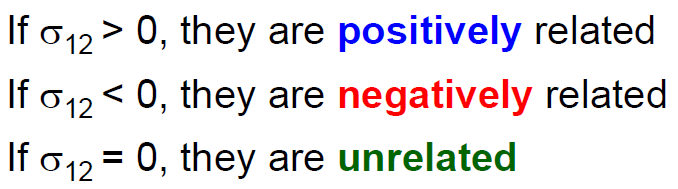 If σ₁₂ > 0, they are positively related
If σ₁₂ < 0, they are negatively related
If σ₁₂ = 0, they are unrelated